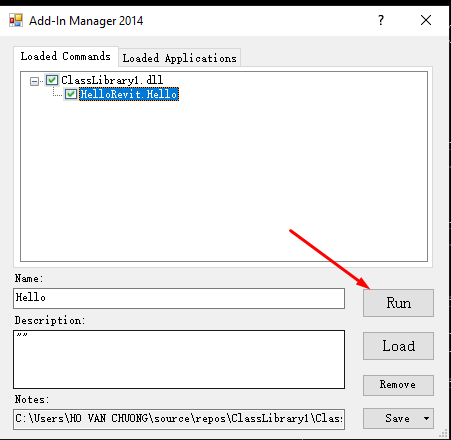 Add-In Manager 2014
Loaded Commands Loaded Applications
ClassLibrary1.dll
HelloRevit.Hello
Name:
Hello
Run
Description:
""
Load
Remove
Notes:
C:\Users\HO VAN CHUONG\source\repos\ClassLibrary1\Clas:
Save